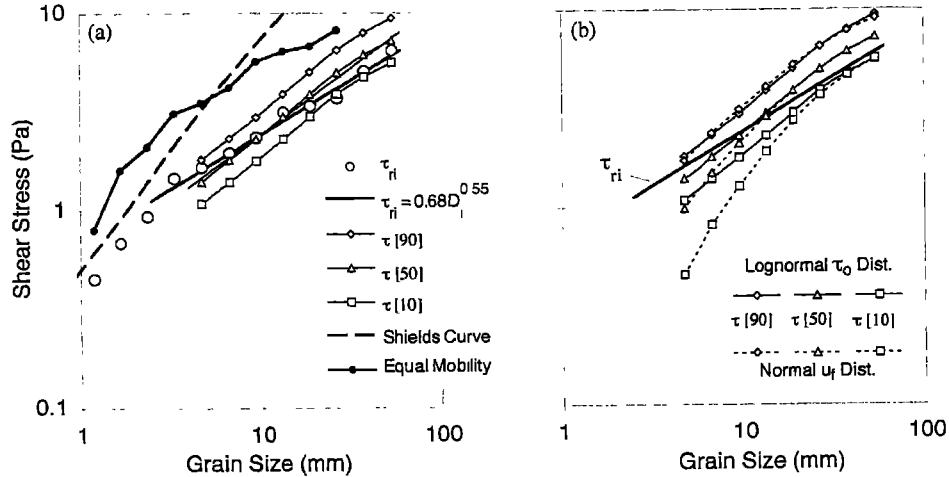 10
(a)
Shear Stress (Pa)
1
0.1
τri
τri = 0.68Di0.55
τ [90]
τ [50]
τ [10]
Shields Curve
Equal Mobility
1
10
100
Grain Size (mm)
(b)
τri
Lognormal τo Dist.
τ [90] τ [50] τ [10]
Normal uf Dist.
1
10
100
Grain Size (mm)